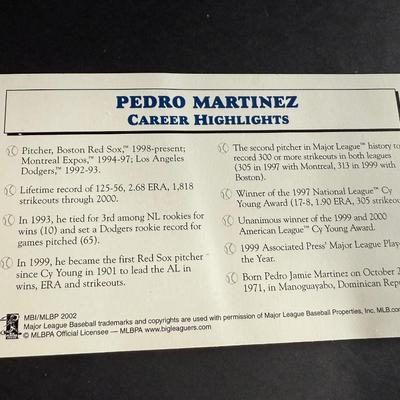 PEDRO MARTINEZ
CAREER HIGHLIGHTS
Pitcher, Boston Red Sox,™ 1998-present;
Montreal Expos,™ 1994-97; Los Angeles
Dodgers,™ 1992-93.
Lifetime record of 125-56, 2.68 ERA, 1,818
strikeouts through 2000.
In 1993, he tied for 3rd among NL rookies for
wins (10) and set a Dodgers rookie record for
games pitched (65).
In 1999, he became the first Red Sox pitcher
since Cy Young in 1901 to lead the AL in
wins, ERA and strikeouts.
The second pitcher in Major League™ history to
record 300 or more strikeouts in both leagues
(305 in 1997 with Montreal, 313 in 1999 with
Boston).
Winner of the 1997 National League™ Cy
Young Award (17-8, 1.90 ERA, 305 strikeou
Unanimous winner of the 1999 and 2000
American League™ Cy Young Award.
1999 Associated Press' Major League Playe
the Year.
Born Pedro Jamie Martinez on October 2
1971, in Manoguayabo, Dominican Repu
MBI/MLBP 2002
Major League Baseball trademarks and copyrights are used with permission of Major League Baseball Properties, Inc. MLB.com
© MLBPA Official Licensee — MLBPA www.bigleaguers.com